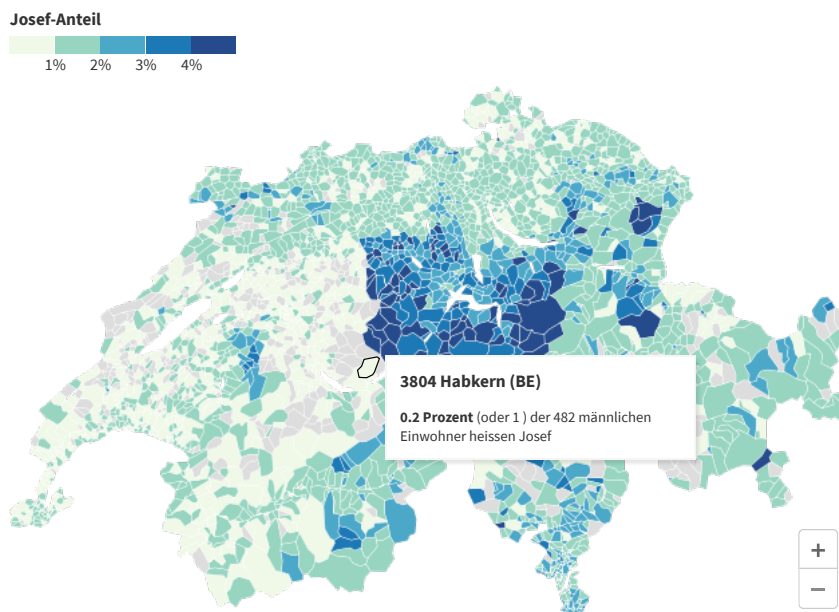 Josef-Anteil
1% 2% 3% 4%
3804 Habkern (BE)
0.2 Prozent (oder 1 ) der 482 männlichen
Einwohner heissen Josef
+
−